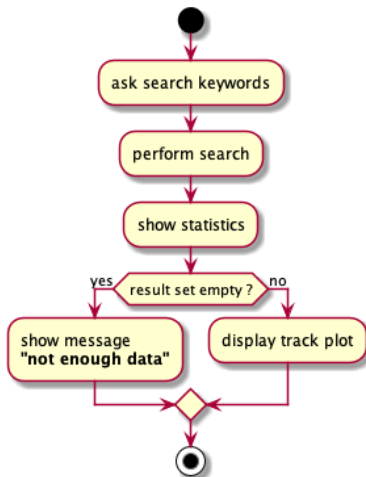 ask search keywords
perform search
show statistics
yes
result set empty ?
no
show message
"not enough data"
display track plot